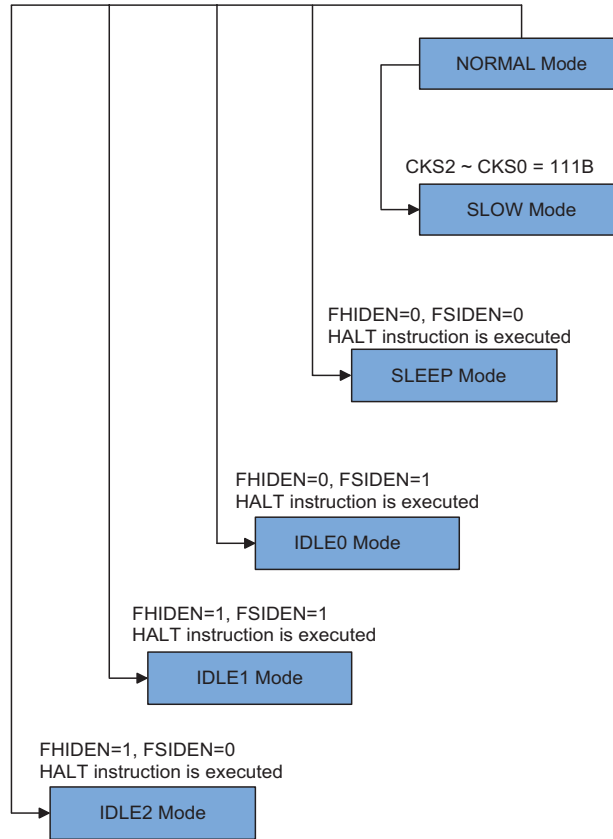 NORMAL Mode
CKS2 ~ CKS0 = 111B
SLOW Mode
FHIDEN=0, FSIDEN=0
HALT instruction is executed
SLEEP Mode
FHIDEN=0, FSIDEN=1
HALT instruction is executed
IDLE0 Mode
FHIDEN=1, FSIDEN=1
HALT instruction is executed
IDLE1 Mode
FHIDEN=1, FSIDEN=0
HALT instruction is executed
IDLE2 Mode